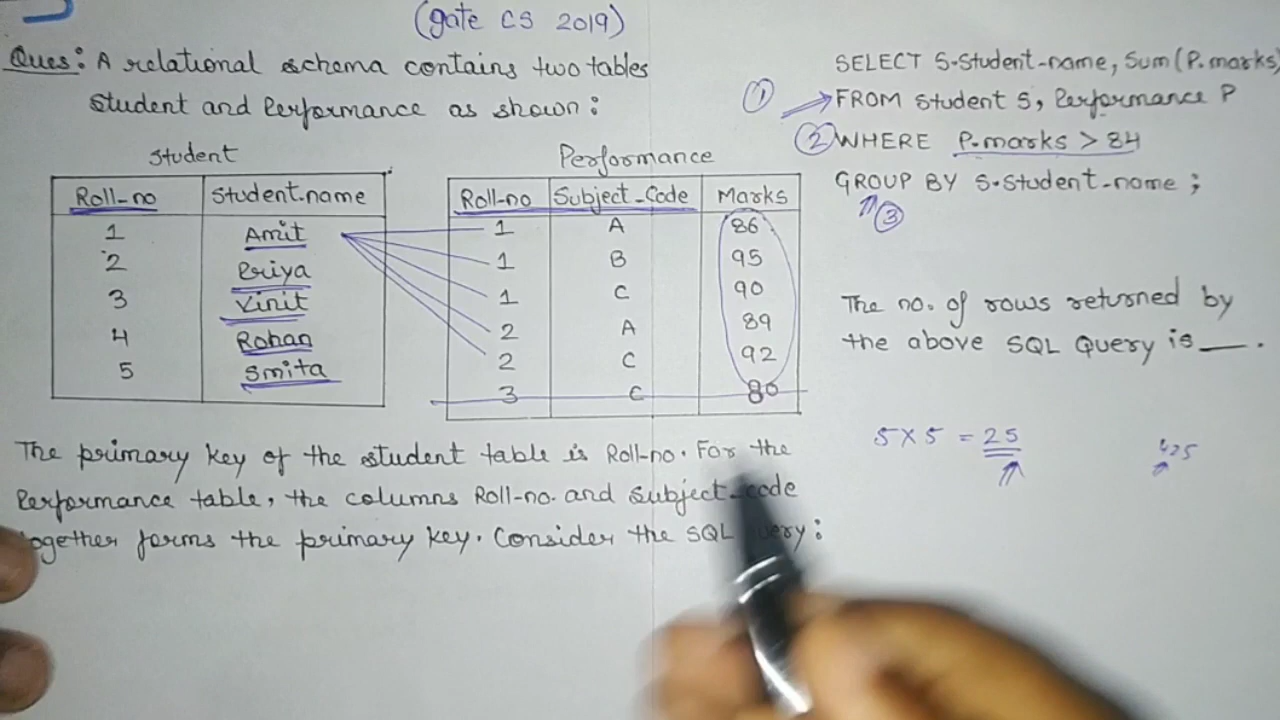 (gate CS 2019)
Ques: A relational schema contains two tables
Student and Performance as shown:
Student
Roll-no Student-name
1 Amit
2 Priya
3 Vinit
4 Rohan
5 Smita
Performance
Roll-no Subject-Code Marks
1 A 86
1 B 95
1 C 90
2 A 89
2 C 92
3 C 80
The primary key of the student table is Roll-no. For the
Performance table, the columns Roll-no. and Subject-code
together forms the primary key. Consider the SQL query:
SELECT S.Student-name, Sum(P.marks)
① FROM Student S, Performance P
② WHERE P.marks > 84
GROUP BY S.Student-name;
③
The no. of rows returned by
the above SQL Query is __.
5 x 5 = 25